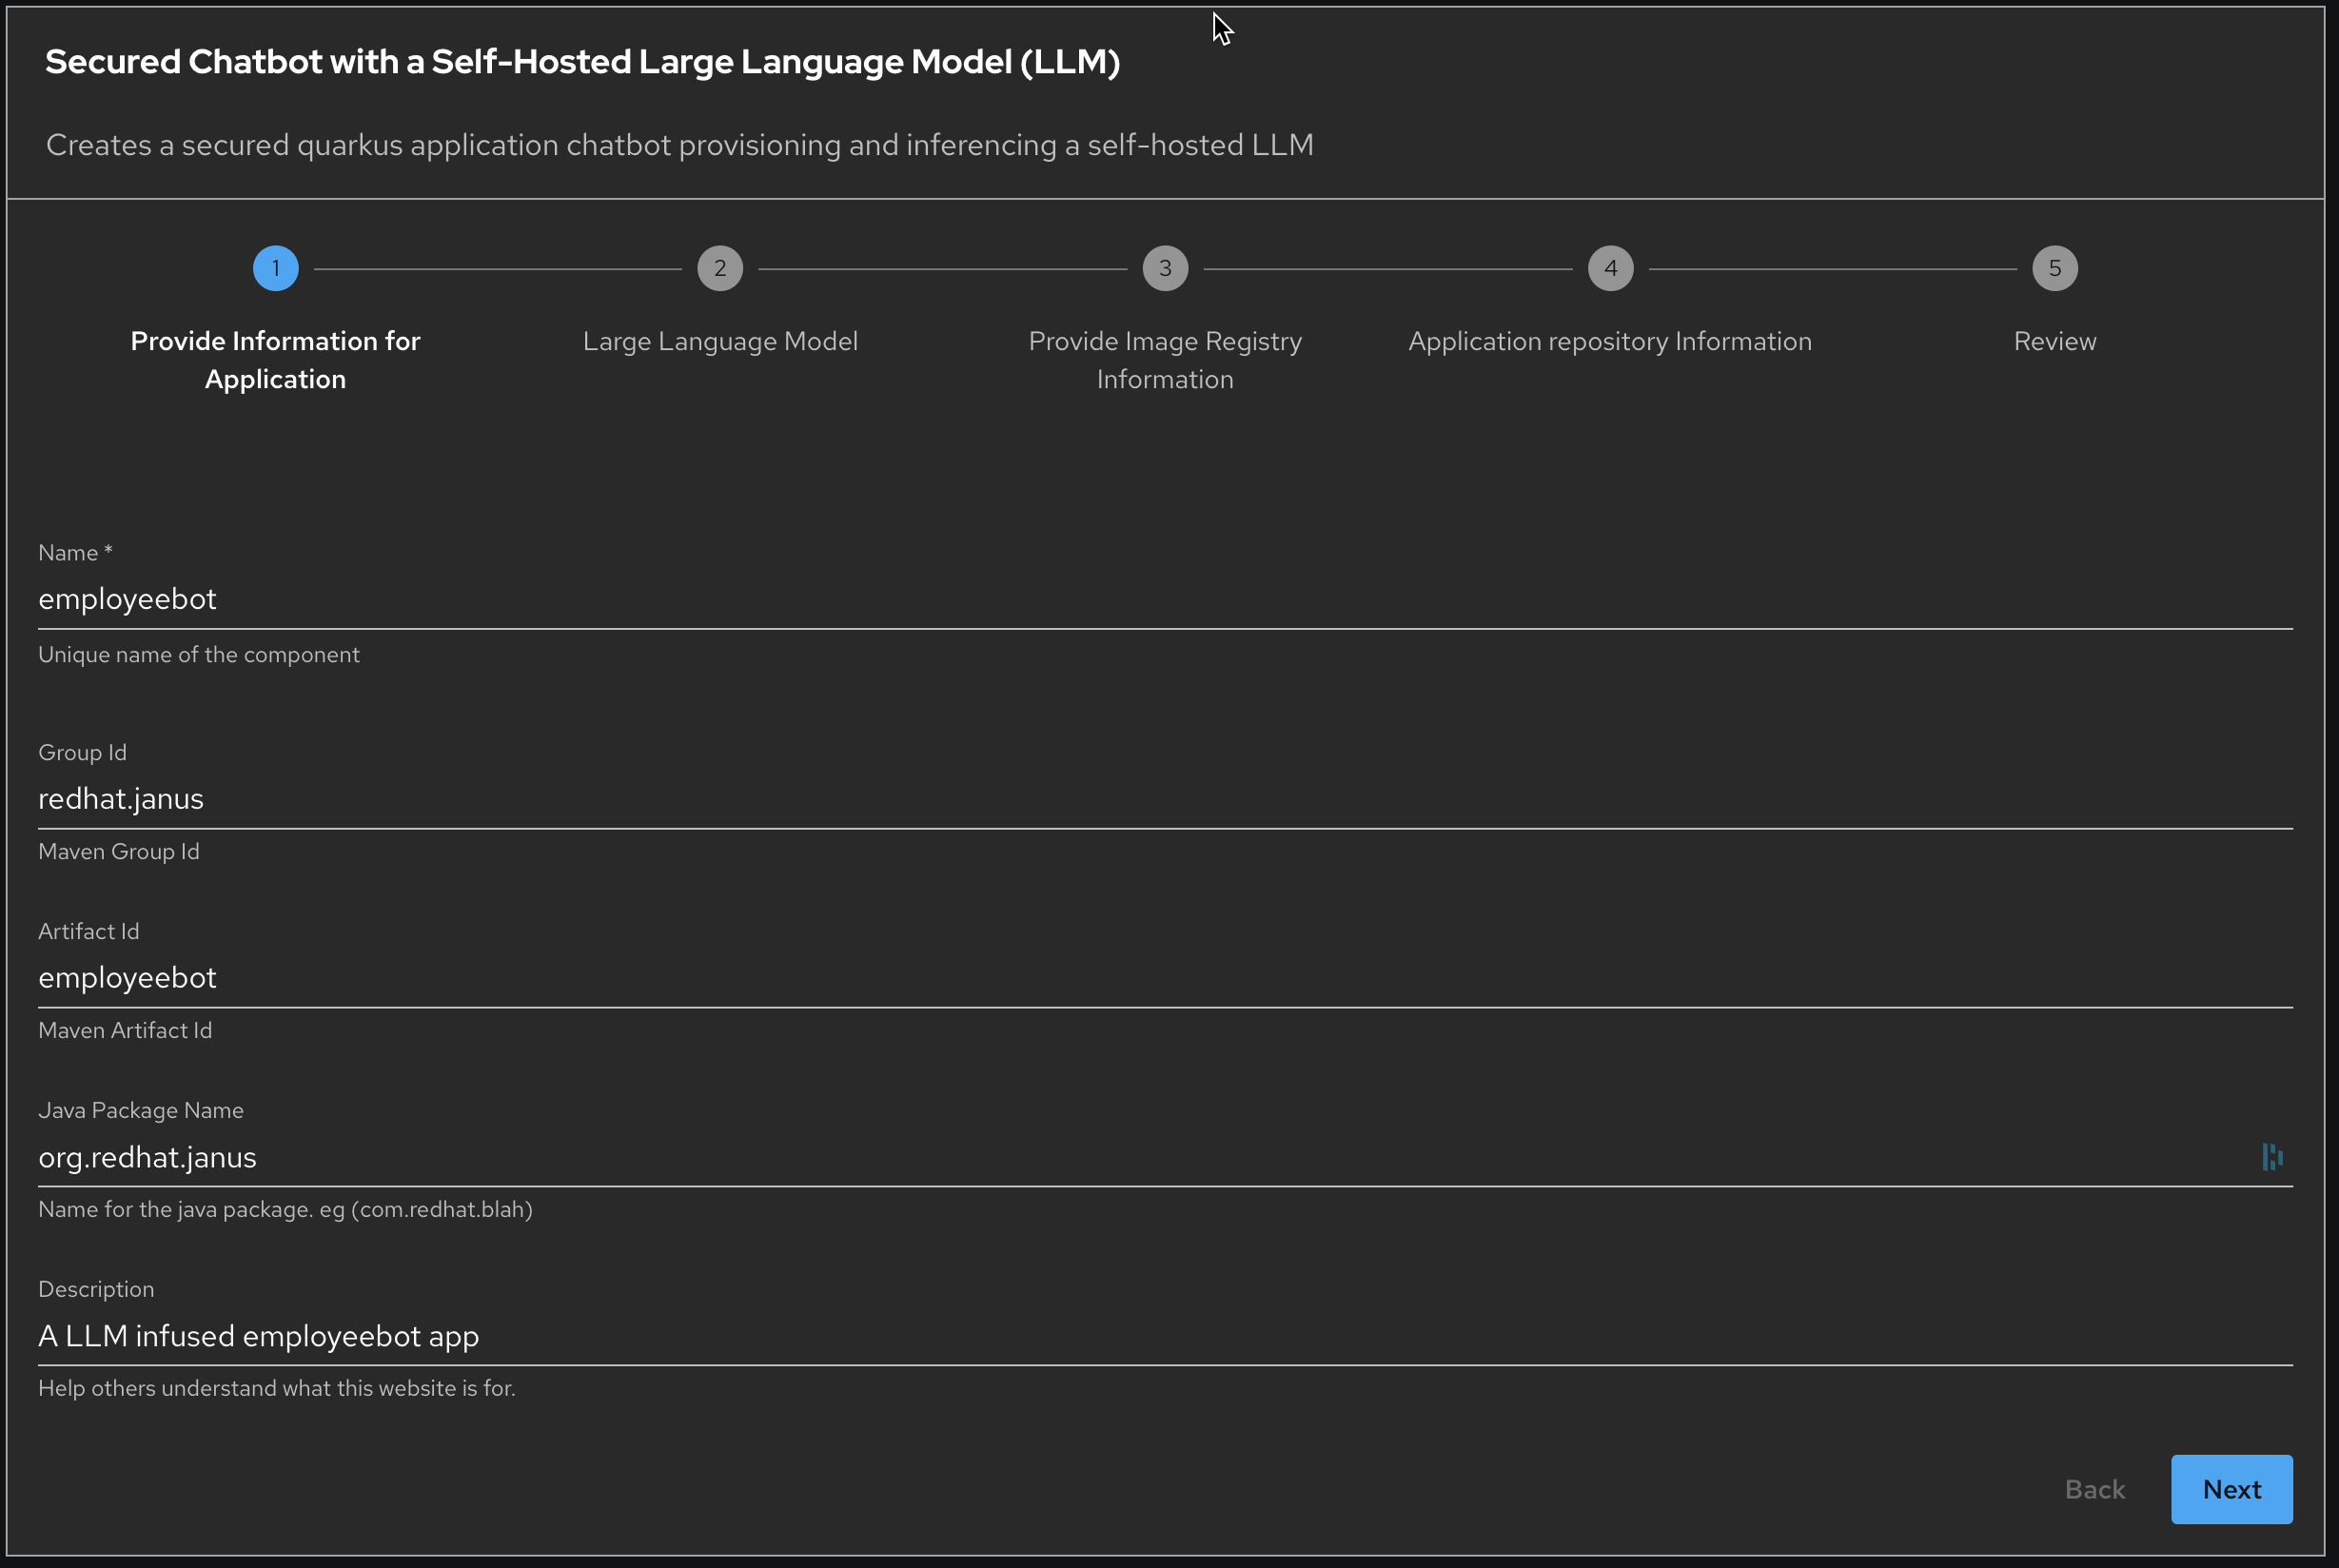 Secured Chatbot with a Self-Hosted Large Language Model (LLM)
Creates a secured quarkus application chatbot provisioning and inferencing a self-hosted LLM
1
2
3
4
5
Provide Information for
Application
Large Language Model
Provide Image Registry
Information
Application repository Information
Review
Name *
employeebot
Unique name of the component
Group Id
redhat.janus
Maven Group Id
Artifact Id
employeebot
Maven Artifact Id
Java Package Name
org.redhat.janus
Name for the java package. eg (com.redhat.blah)
Description
A LLM infused employeebot app
Help others understand what this website is for.
Back
Next